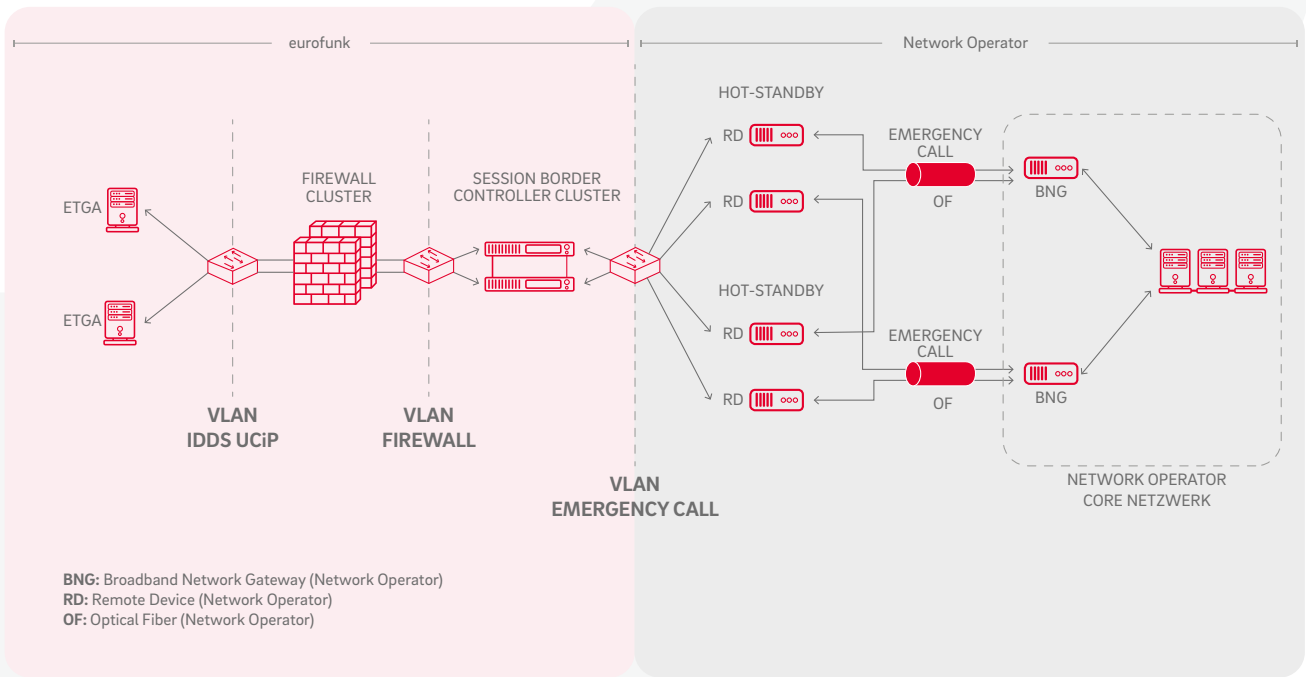 eurofunk
Network Operator
HOT-STANDBY
RD
EMERGENCY
CALL
OF
BNG
FIREWALL
CLUSTER
SESSION BORDER
CONTROLLER CLUSTER
ETGA
RD
ETGA
HOT-STANDBY
RD
EMERGENCY
CALL
OF
BNG
RD
VLAN
IDDS UCiP
VLAN
FIREWALL
VLAN
EMERGENCY CALL
NETWORK OPERATOR
CORE NETZWERK
BNG: Broadband Network Gateway (Network Operator)
RD: Remote Device (Network Operator)
OF: Optical Fiber (Network Operator)